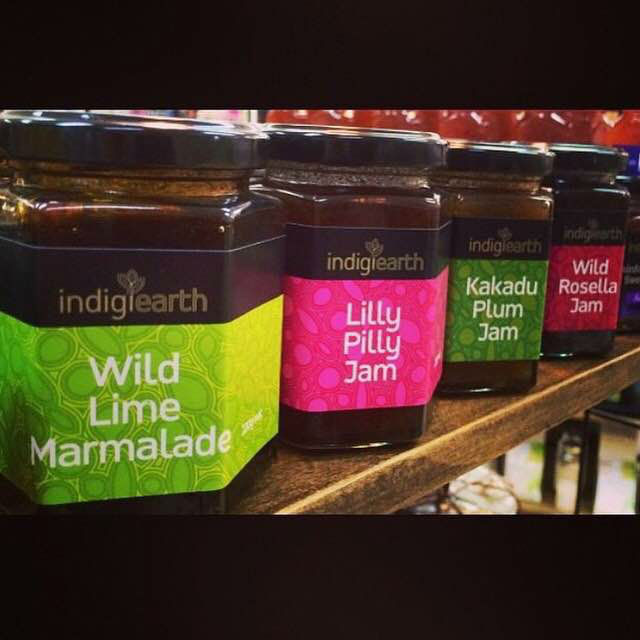 indigiearth
Wild
Lime
Marmalade
indigiearth
Lilly
Pilly
Jam
indigiearth
Kakadu
Plum
Jam
indigiearth
Wild
Rosella
Jam